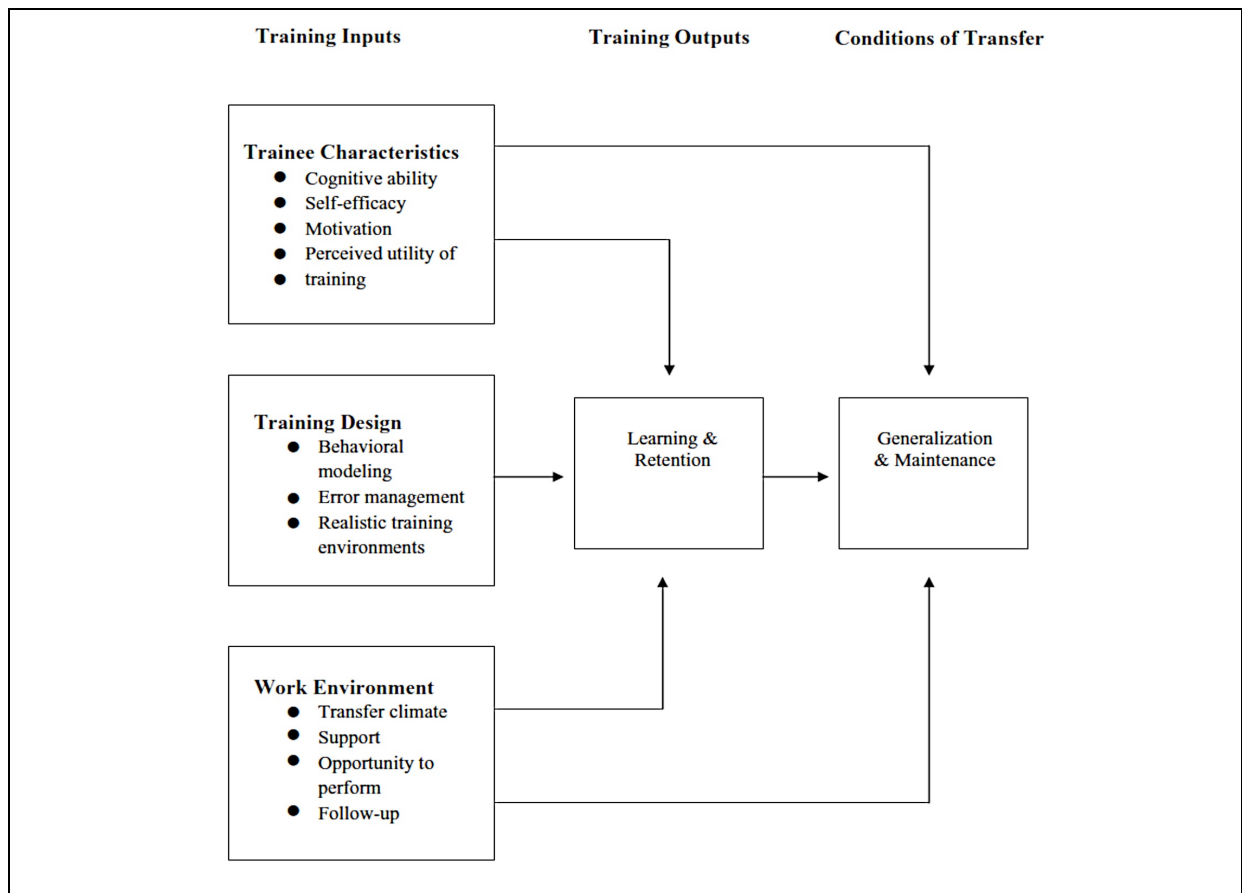 Training Inputs
Training Outputs
Conditions of Transfer
Trainee Characteristics
● Cognitive ability
● Self-efficacy
● Motivation
● Perceived utility of
● training
Training Design
● Behavioral
modeling
● Error management
● Realistic training
environments
Learning &
Retention
Generalization
& Maintenance
Work Environment
● Transfer climate
● Support
● Opportunity to
perform
● Follow-up